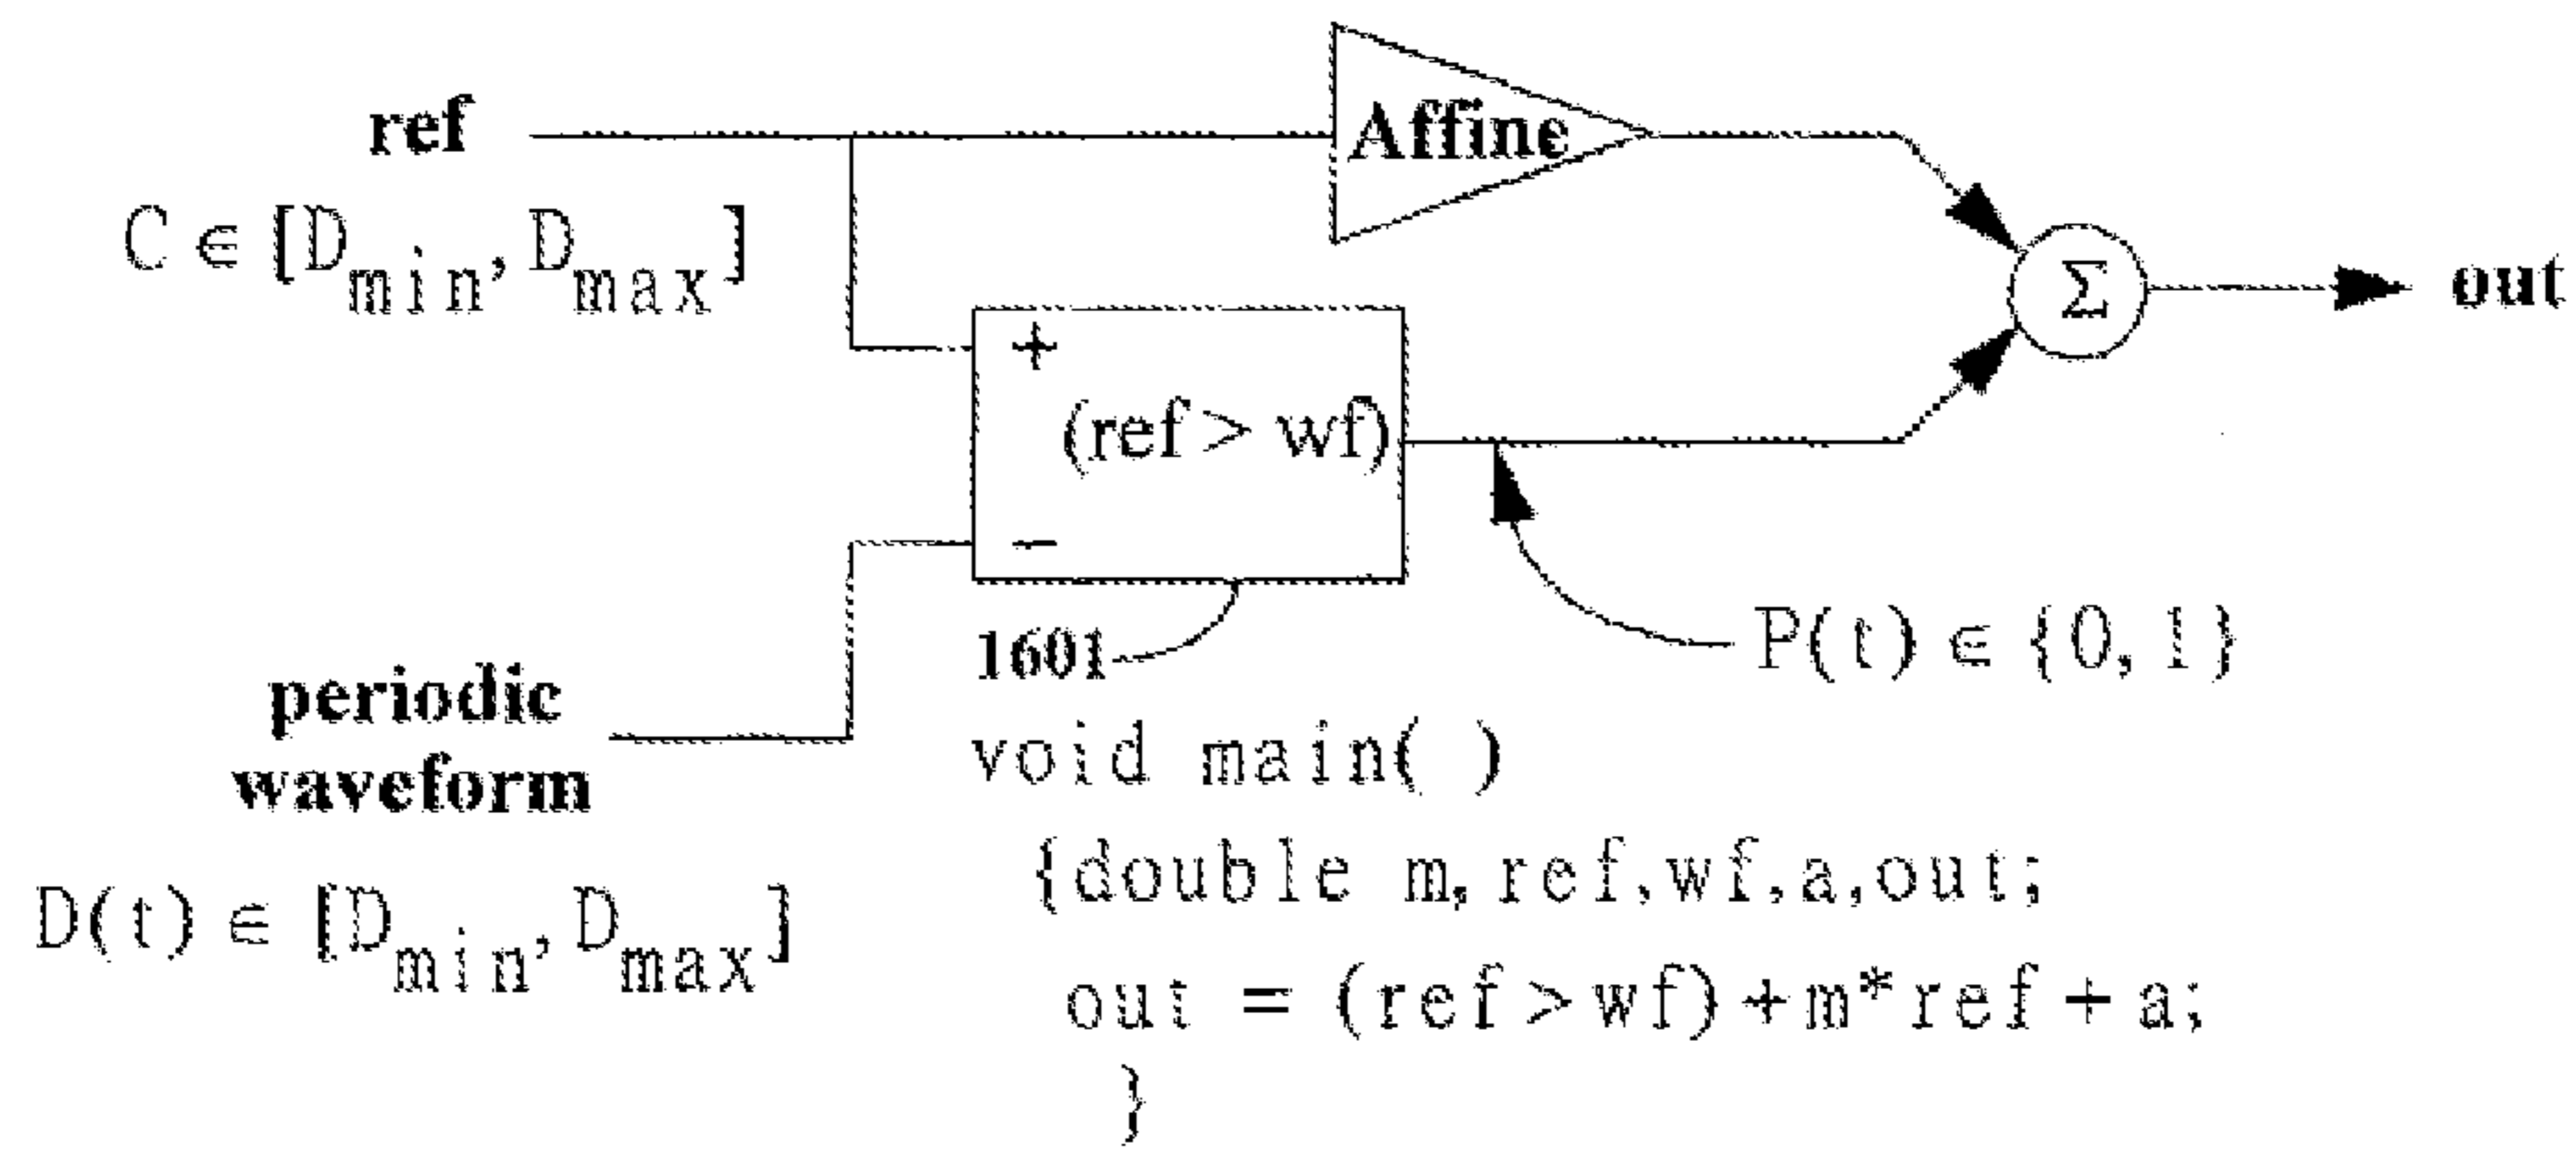 Affine
ref
C ∈ [D_min, D_max]
Σ
out
+
(ref > wf)
−
1601
P(t) ∈ {0, 1}
periodic
waveform
D(t) ∈ [D_min, D_max]
void main( )
{double m,ref,wf,a,out;
out = (ref>wf)+m*ref+a;
}